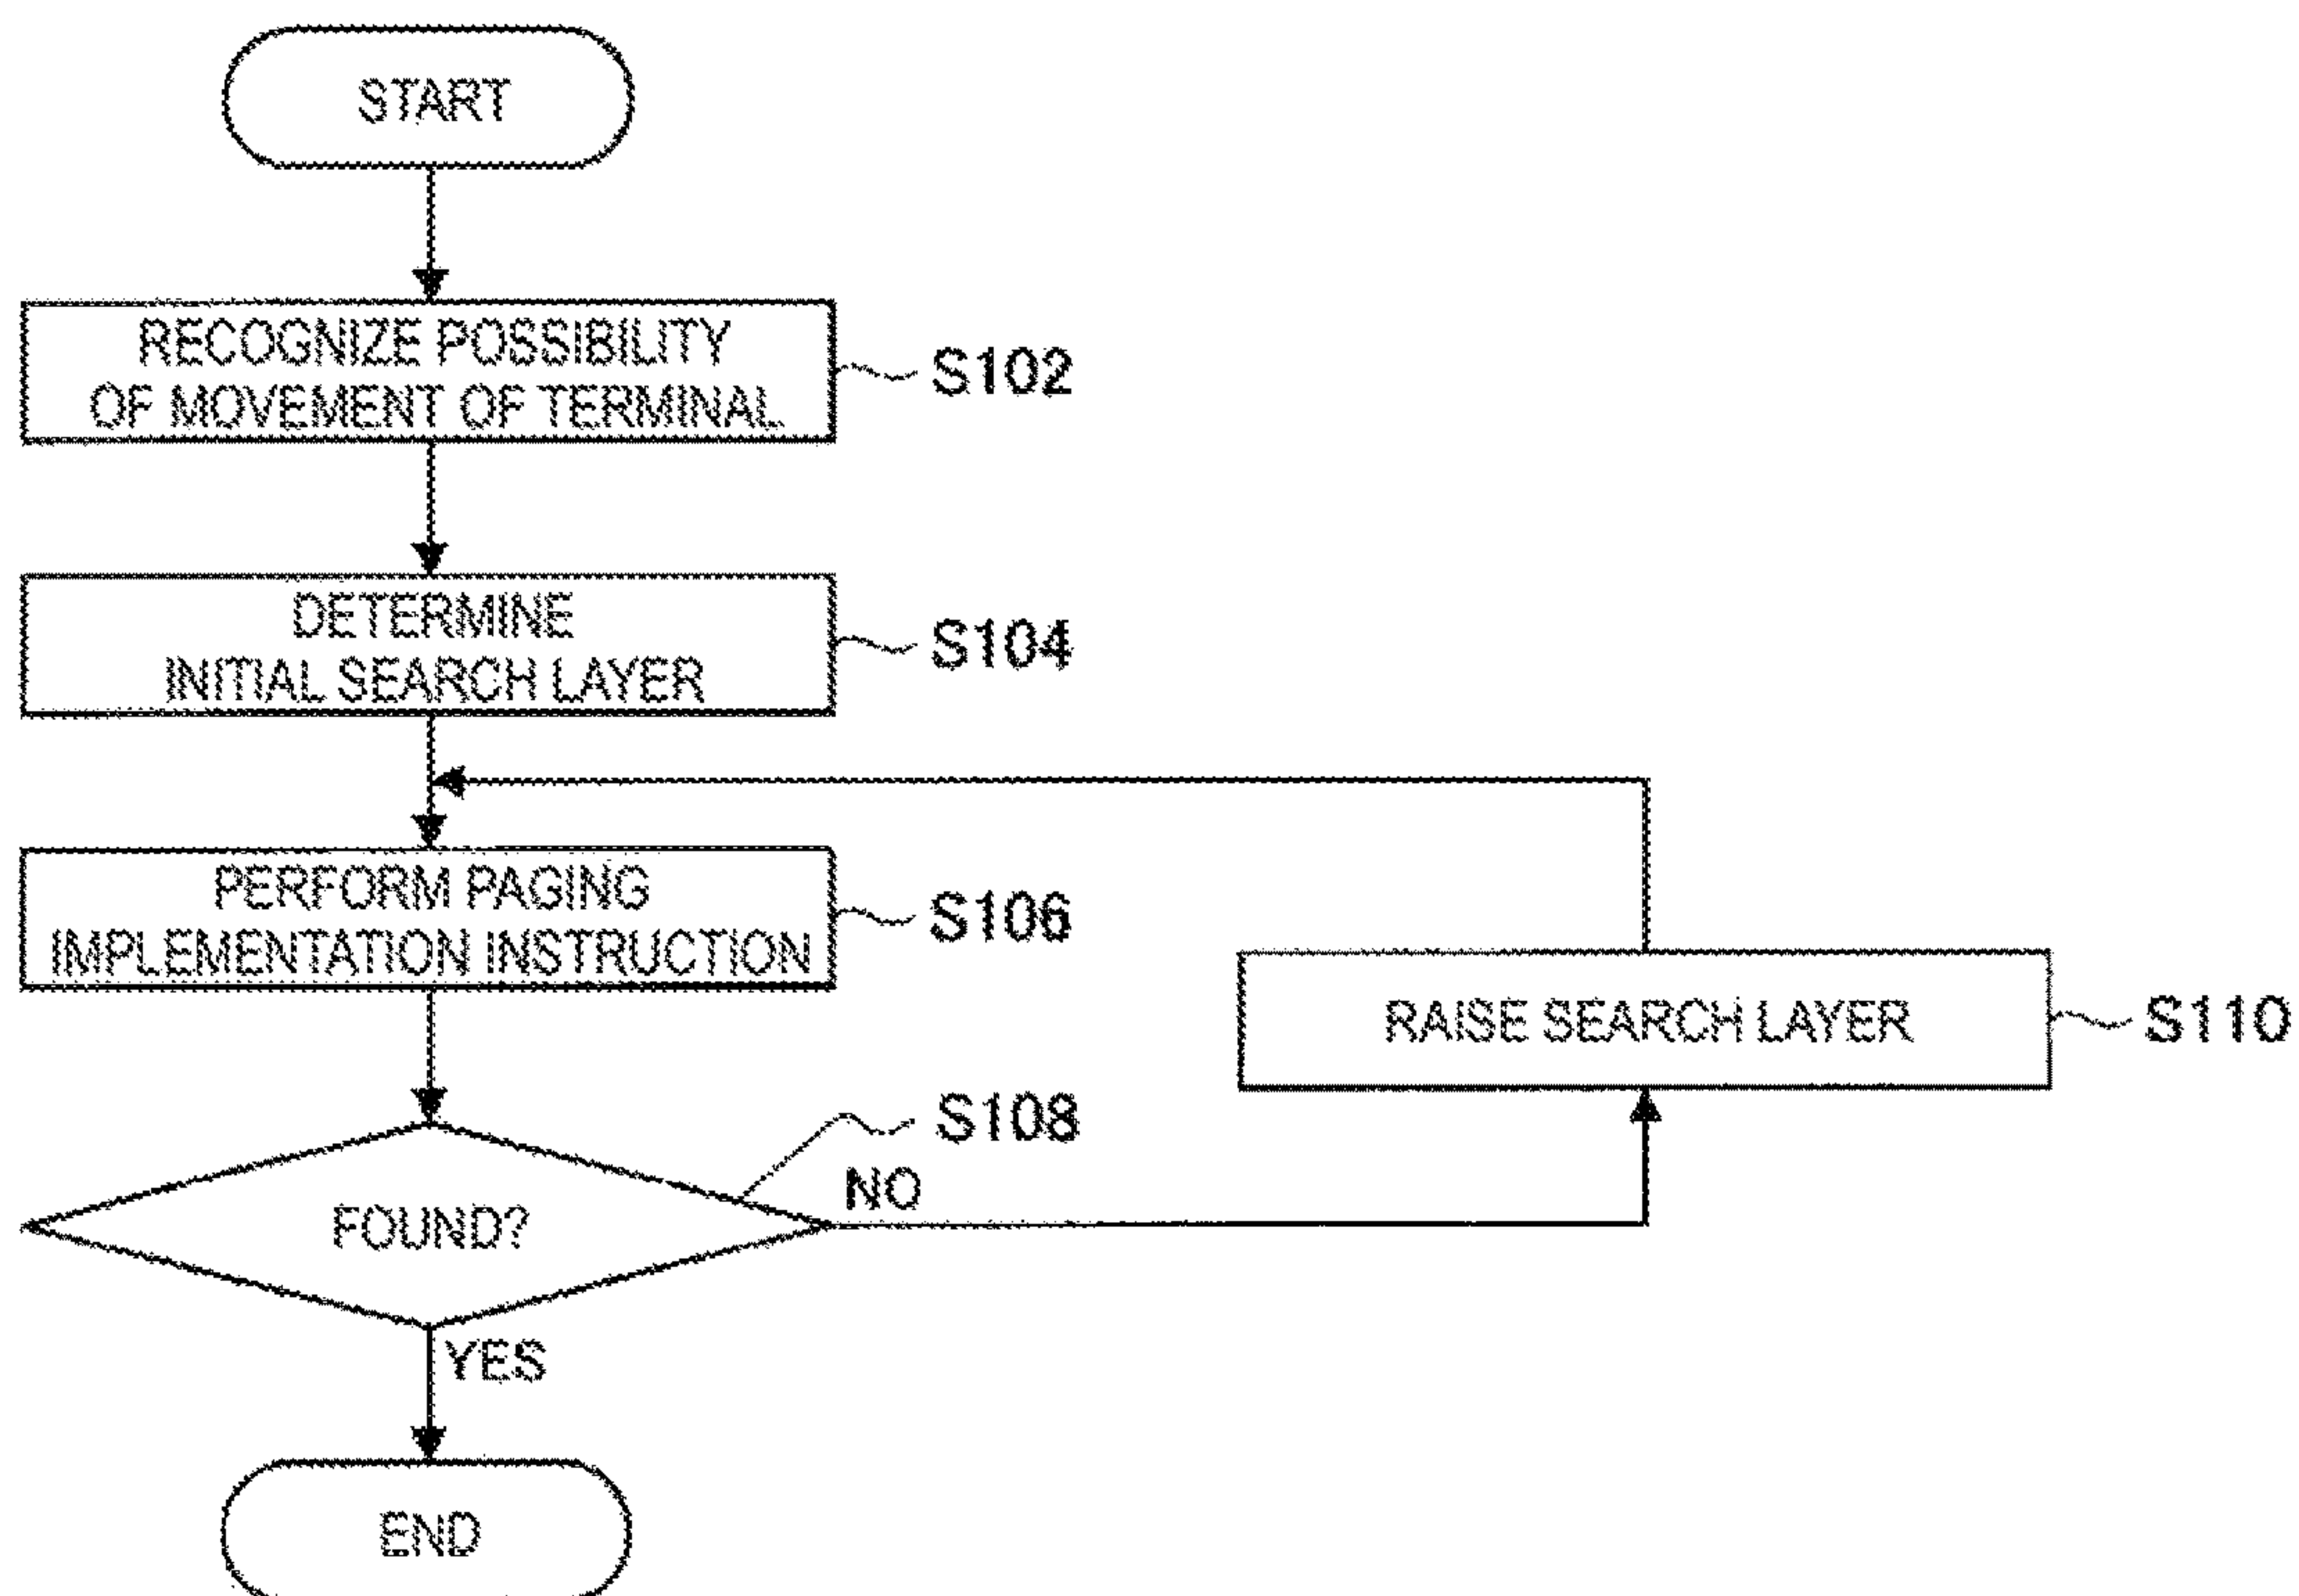 START
RECOGNIZE POSSIBILITY
OF MOVEMENT OF TERMINAL
S102
DETERMINE
INITIAL SEARCH LAYER
S104
PERFORM PAGING
IMPLEMENTATION INSTRUCTION
S106
RAISE SEARCH LAYER
S110
S108
NO
FOUND?
YES
END